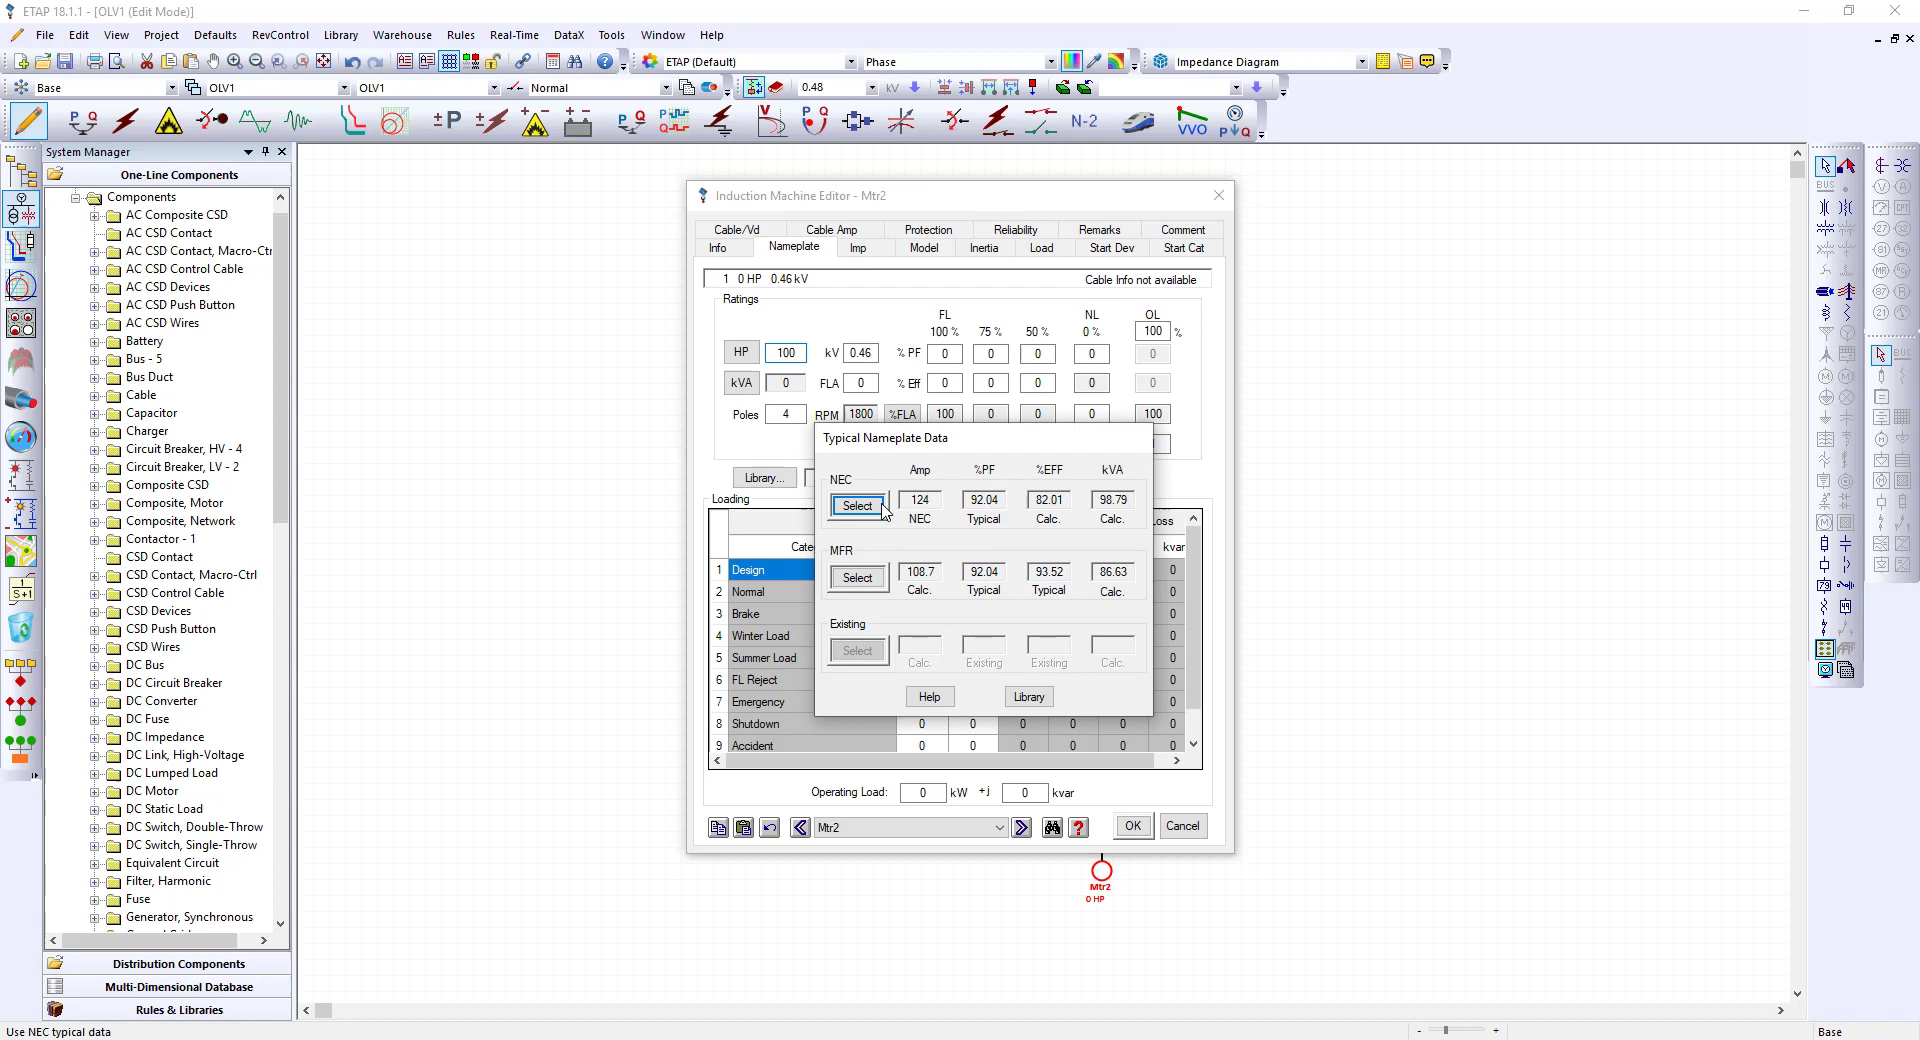 ETAP 18.1.1 - [OLV1 (Edit Mode)]
File Edit View Project Defaults RevControl Library Warehouse Rules Real-Time DataX Tools Window Help
ETAP (Default) Phase Impedance Diagram
Base OLV1 OLV1 Normal 0.48 kV
P Q P Q V N-2 VVO P Q
System Manager
One-Line Components
Components
AC Composite CSD
AC CSD Contact
AC CSD Contact, Macro-Ctr
AC CSD Control Cable
AC CSD Devices
AC CSD Push Button
AC CSD Wires
Battery
Bus - 5
Bus Duct
Cable
Capacitor
Charger
Circuit Breaker, HV - 4
Circuit Breaker, LV - 2
Composite CSD
Composite, Motor
Composite, Network
Contactor - 1
CSD Contact
CSD Contact, Macro-Ctrl
CSD Control Cable
CSD Devices
CSD Push Button
CSD Wires
DC Bus
DC Circuit Breaker
DC Converter
DC Fuse
DC Impedance
DC Link, High-Voltage
DC Lumped Load
DC Motor
DC Static Load
DC Switch, Double-Throw
DC Switch, Single-Throw
Equivalent Circuit
Filter, Harmonic
Fuse
Generator, Synchronous
Distribution Components
Multi-Dimensional Database
Rules & Libraries
Induction Machine Editor - Mtr2
Cable/Vd Cable Amp Protection Reliability Remarks Comment
Info Nameplate Imp Model Inertia Load Start Dev Start Cat
1 0 HP 0.46 kV Cable Info not available
Ratings
FL NL OL
100 % 75 % 50 % 0 % 100 %
HP 100 kV 0.46 % PF 0 0 0 0 0
kVA 0 FLA 0 % Eff 0 0 0 0 0
Poles 4 RPM 1800 %FLA 100 0 0 0 100
Library...
Loading
Loss
Cate kvar
1 Design 0
2 Normal 0
3 Brake 0
4 Winter Load 0
5 Summer Load 0
6 FL Reject 0
7 Emergency 0
8 Shutdown 0 0 0 0 0 0
9 Accident 0 0 0 0 0 0
Typical Nameplate Data
Amp %PF %EFF kVA
NEC
Select 124 92.04 82.01 98.79
NEC Typical Calc. Calc.
MFR
Select 108.7 92.04 93.52 86.63
Calc. Typical Typical Calc.
Existing
Select
Calc. Existing Existing Calc.
Help Library
Operating Load: 0 kW +j 0 kvar
Mtr2 OK Cancel
Mtr2
0 HP
Use NEC typical data
- +
Base